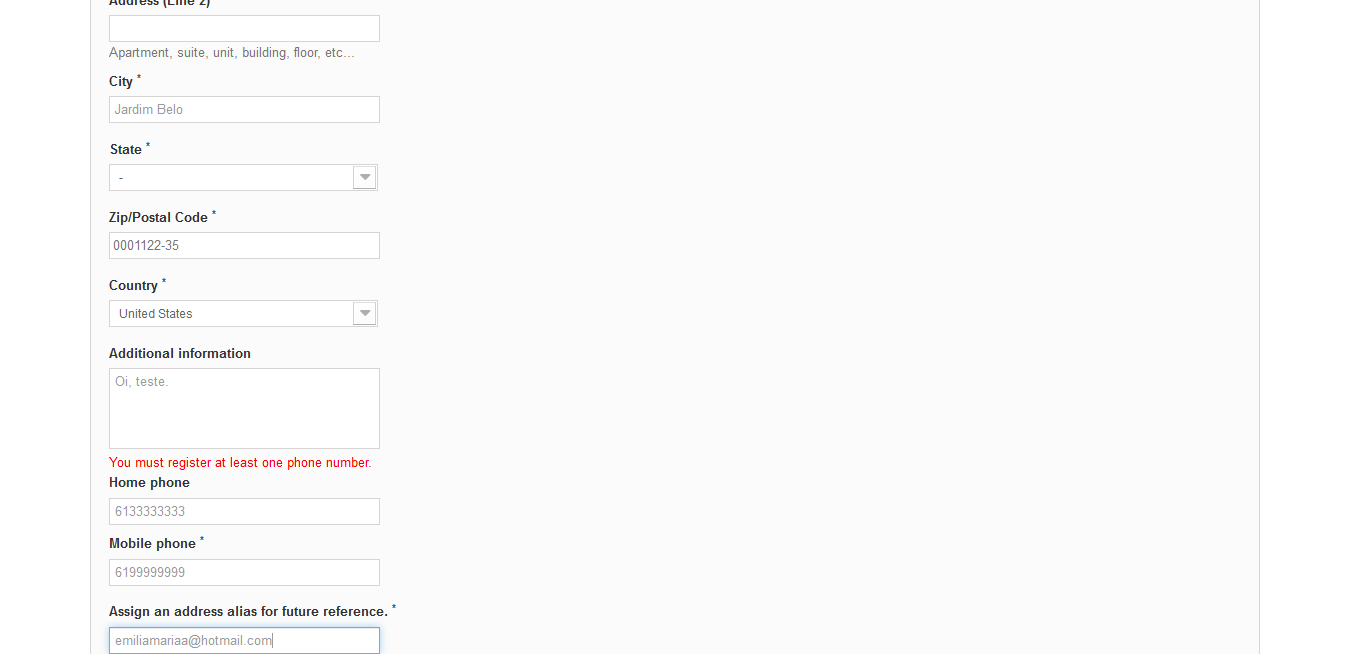 Address (Line 2)
Apartment, suite, unit, building, floor, etc...
City *
Jardim Belo
State *
-
Zip/Postal Code *
0001122-35
Country *
United States
Additional information
Oi, teste.
You must register at least one phone number.
Home phone
6133333333
Mobile phone *
6199999999
Assign an address alias for future reference. *
emiliamariaa@hotmail.com